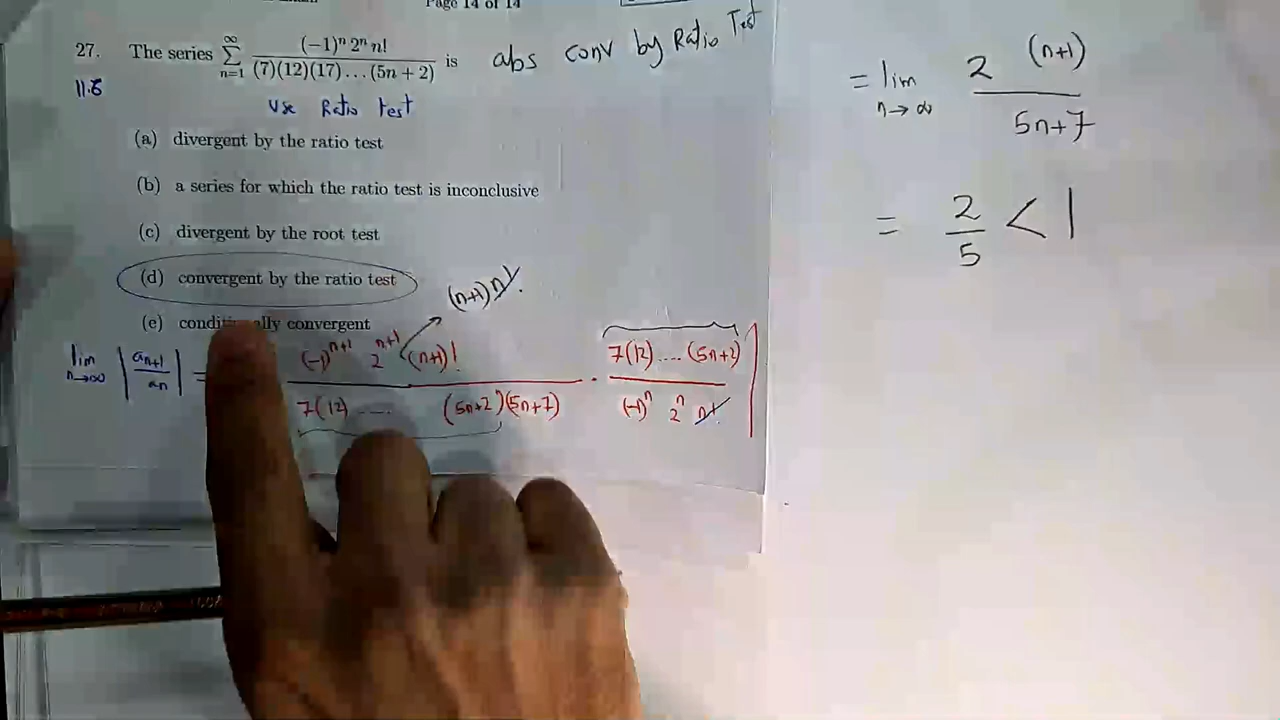 Page 14 of 14
27. The series ∑_{n=1}^{∞} (-1)^n 2^n n! / (7)(12)(17)...(5n + 2) is abs conv by Ratio Test
11.6
Use Ratio test
(a) divergent by the ratio test
(b) a series for which the ratio test is inconclusive
(c) divergent by the root test
(d) convergent by the ratio test
(e) conditionally convergent
(n+1) n!
lim n→∞ | a_{n+1} / a_n | = (-1)^{n+1} 2^{n+1} (n+1)! / 7(12) .... (5n+2)(5n+7) · 7(12) .... (5n+2) / (-1)^n 2^n n! |
= lim n→∞ 2 (n+1) / 5n+7
= 2/5 < 1